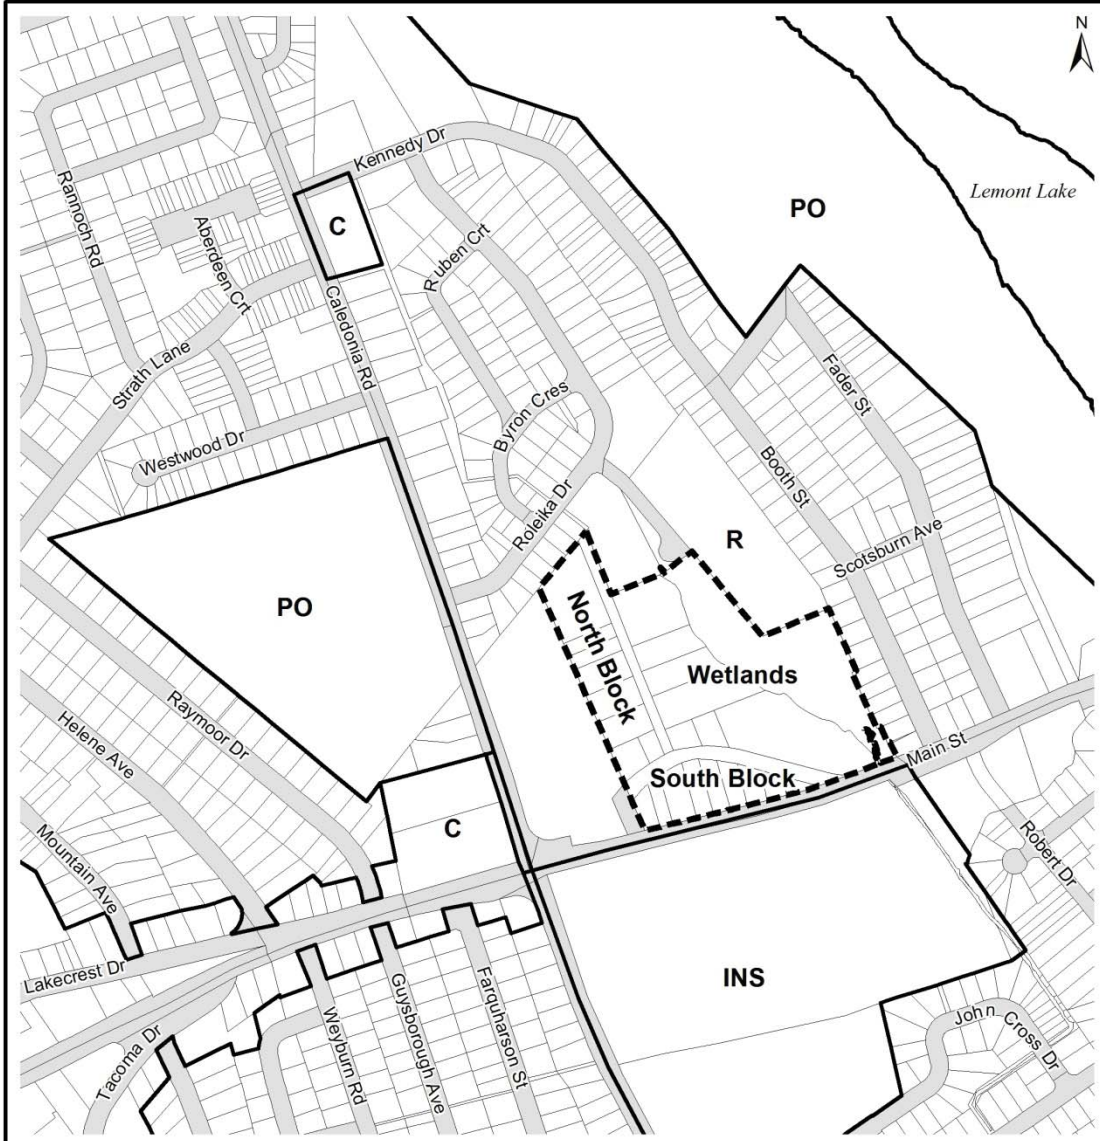 N
Kennedy Dr
Lemont Lake
PO
Rannoch Rd
C
Aberdeen Crt
Ruben Crt
Caledonia Rd
Strath Lane
Fader St
Byron Cres
Westwood Dr
Booth St
Roleika Dr
Scotsburn Ave
R
PO
North Block
Wetlands
Raymoor Dr
Helene Ave
Main St
South Block
C
Mountain Ave
Robert Dr
Lakecrest Dr
INS
Tacoma Dr
Weyburn Rd
Guysborough Ave
Farquharson St
John Cross Dr